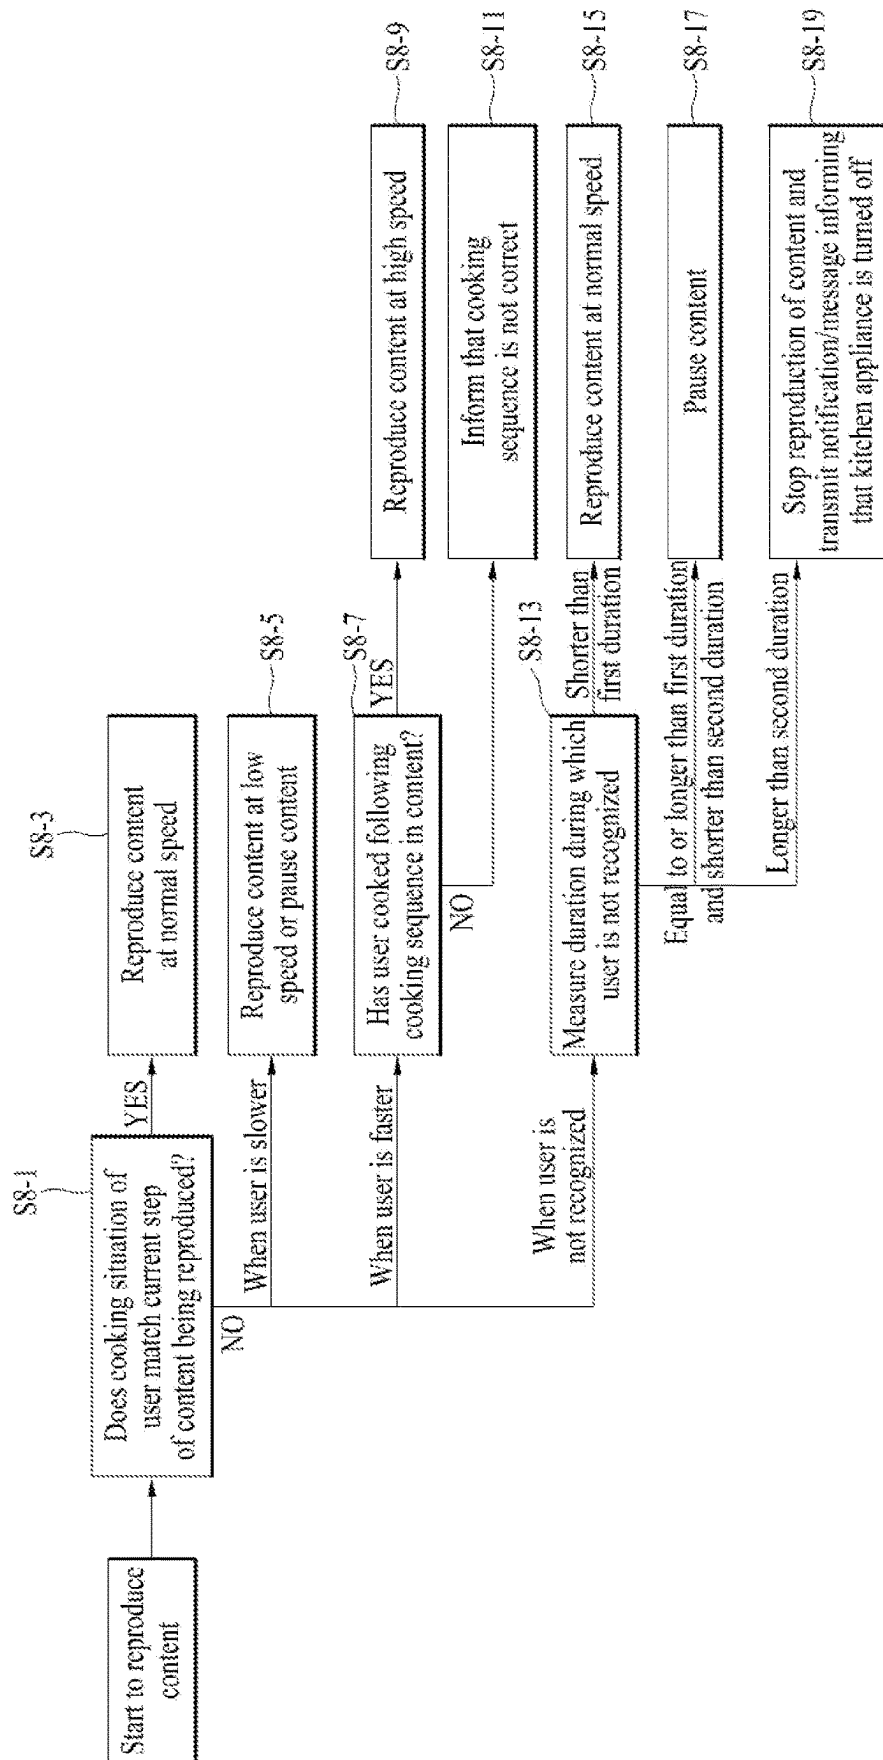 Start to reproduce
content
S8-1
Does cooking situation of
user match current step
of content being reproduced?
YES
NO
S8-3
Reproduce content
at normal speed
When user is slower
S8-5
Reproduce content at low
speed or pause content
When user is faster
S8-7
Has user cooked following
cooking sequence in content?
YES
NO
S8-9
Reproduce content at high speed
S8-11
Inform that cooking
sequence is not correct
When user is
not recognized
S8-13
Measure duration during which
user is not recognized
Shorter than
first duration
S8-15
Reproduce content at normal speed
Equal to or longer than first duration
and shorter than second duration
S8-17
Pause content
Longer than second duration
S8-19
Stop reproduction of content and
transmit notification/message informing
that kitchen appliance is turned off